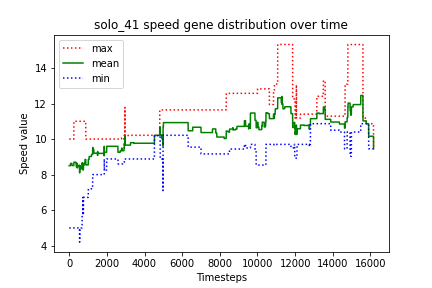 solo_41 speed gene distribution over time
max
mean
min
Speed value
14
12
10
8
6
4
0 2000 4000 6000 8000 10000 12000 14000 16000
Timesteps